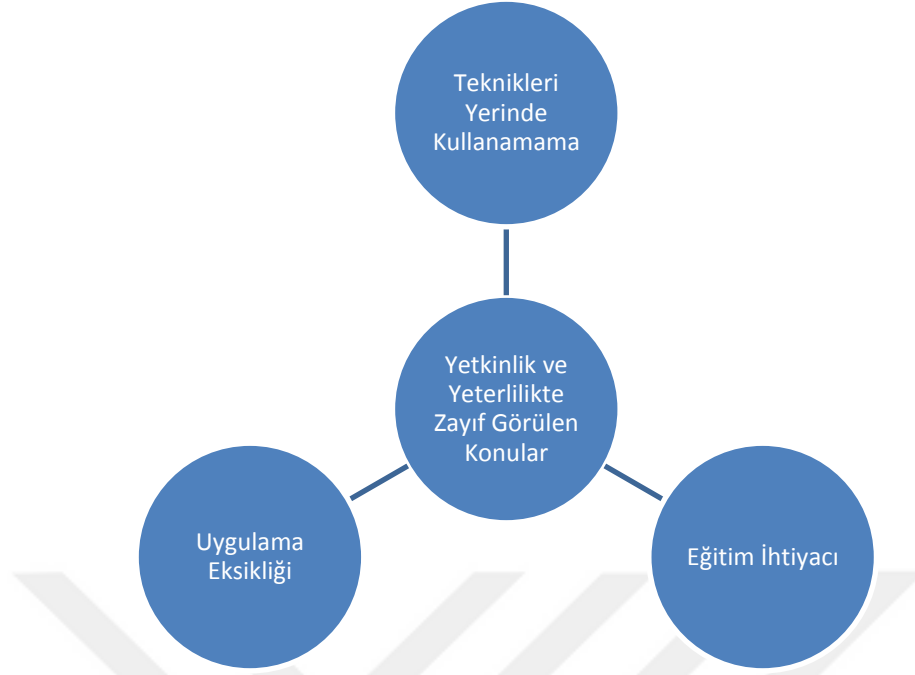 Teknikleri
Yerinde
Kullanamama
Yetkinlik ve
Yeterlilikte
Zayıf Görülen
Konular
Uygulama
Eksikliği
Eğitim İhtiyacı